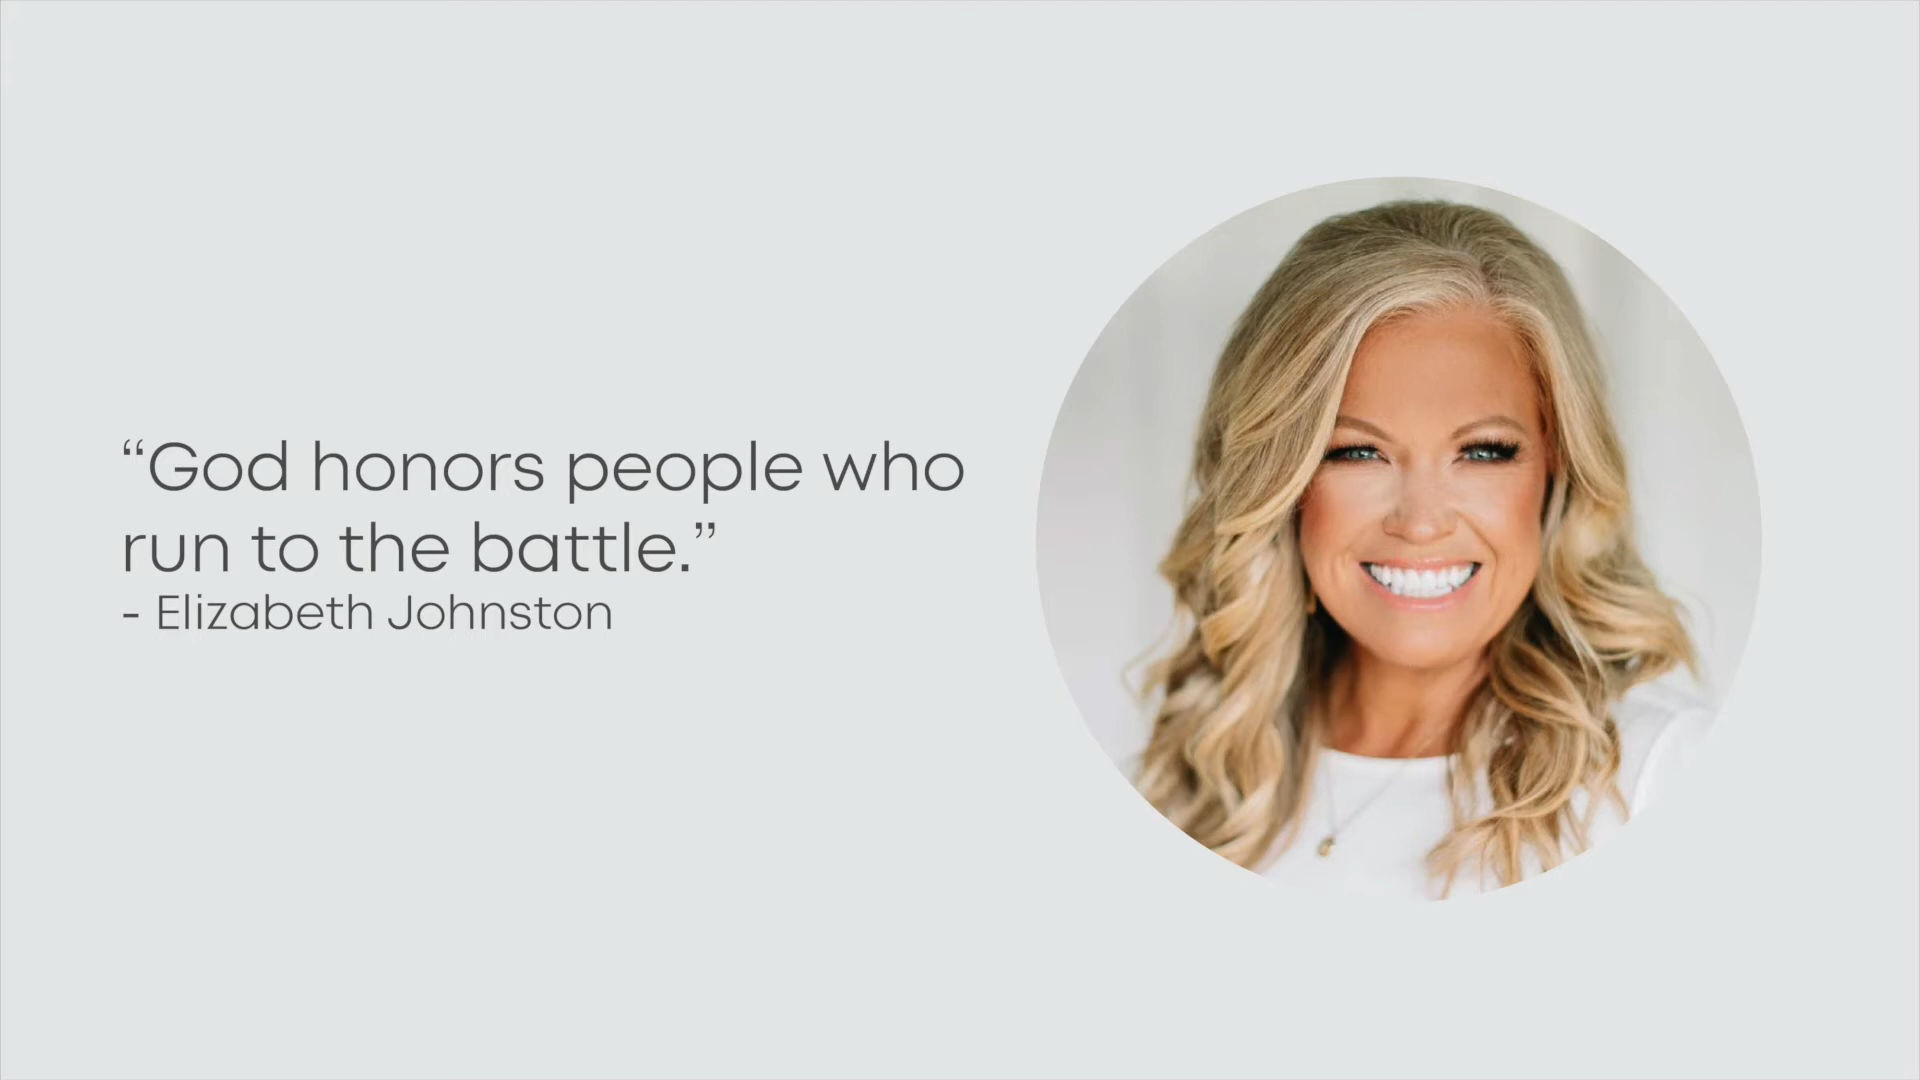 “God honors people who
run to the battle.”
- Elizabeth Johnston